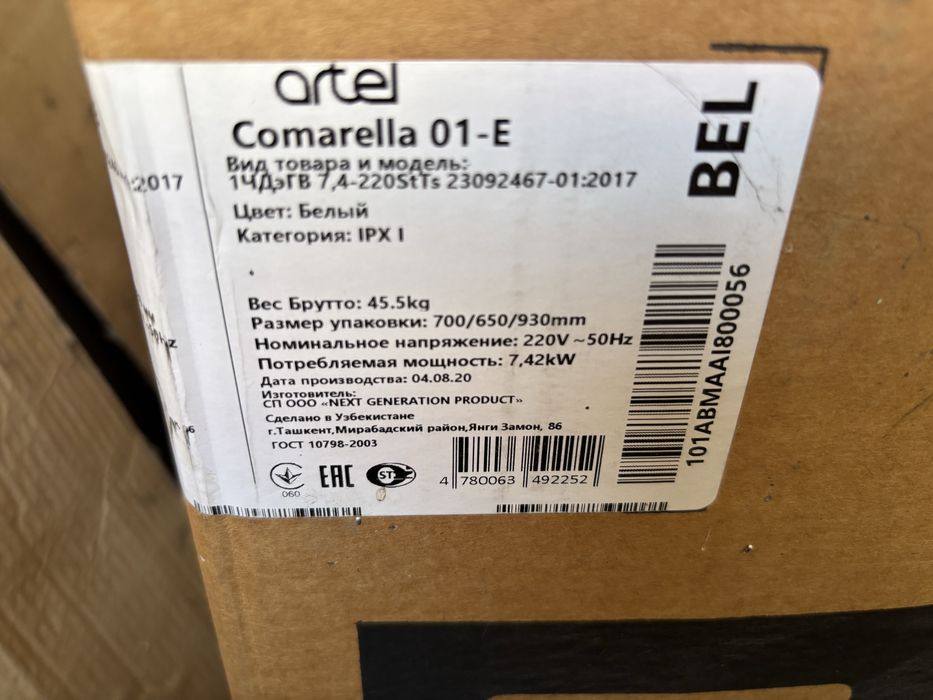 artel
Comarella 01-E
Вид товара и модель:
1ЧДэГВ 7,4-220StTs 23092467-01:2017
Цвет: Белый
Категория: IPX I
Вес Брутто: 45.5kg
Размер упаковки: 700/650/930mm
Номинальное напряжение: 220V ~50Hz
Потребляемая мощность: 7,42kW
Дата производства: 04.08.20
Изготовитель:
СП ООО «NEXT GENERATION PRODUCT»
Сделано в Узбекистане
г.Ташкент,Мирабадский район,Янги Замон, 86
ГОСТ 10798-2003
060
EAC
ST
4 780063 492252
BEL
101ABMAAI800056
:2017